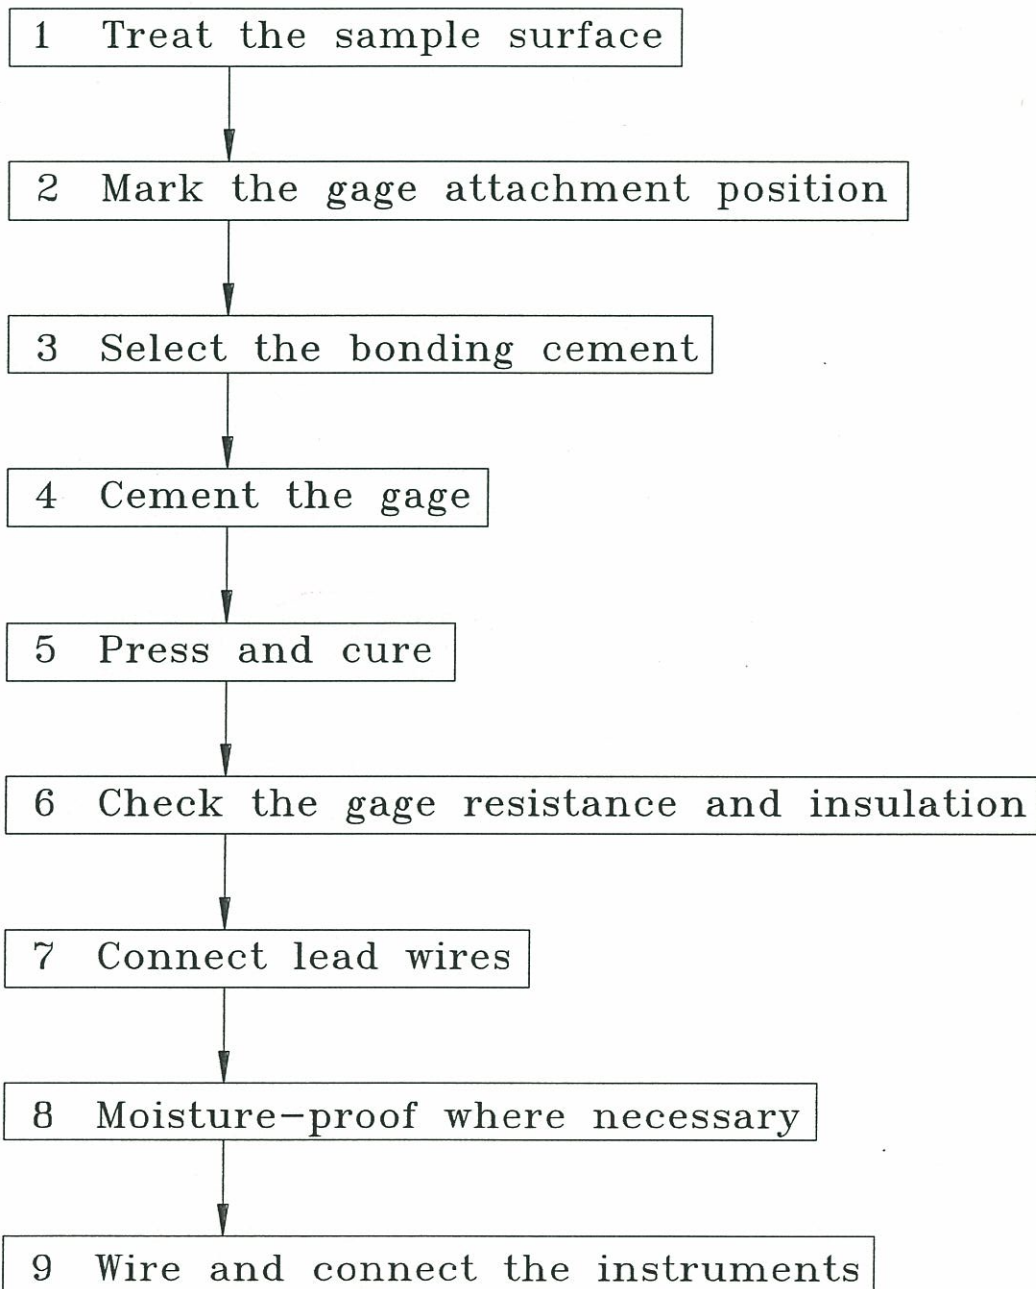 1 Treat the sample surface
2 Mark the gage attachment position
3 Select the bonding cement
4 Cement the gage
5 Press and cure
6 Check the gage resistance and insulation
7 Connect lead wires
8 Moisture-proof where necessary
9 Wire and connect the instruments